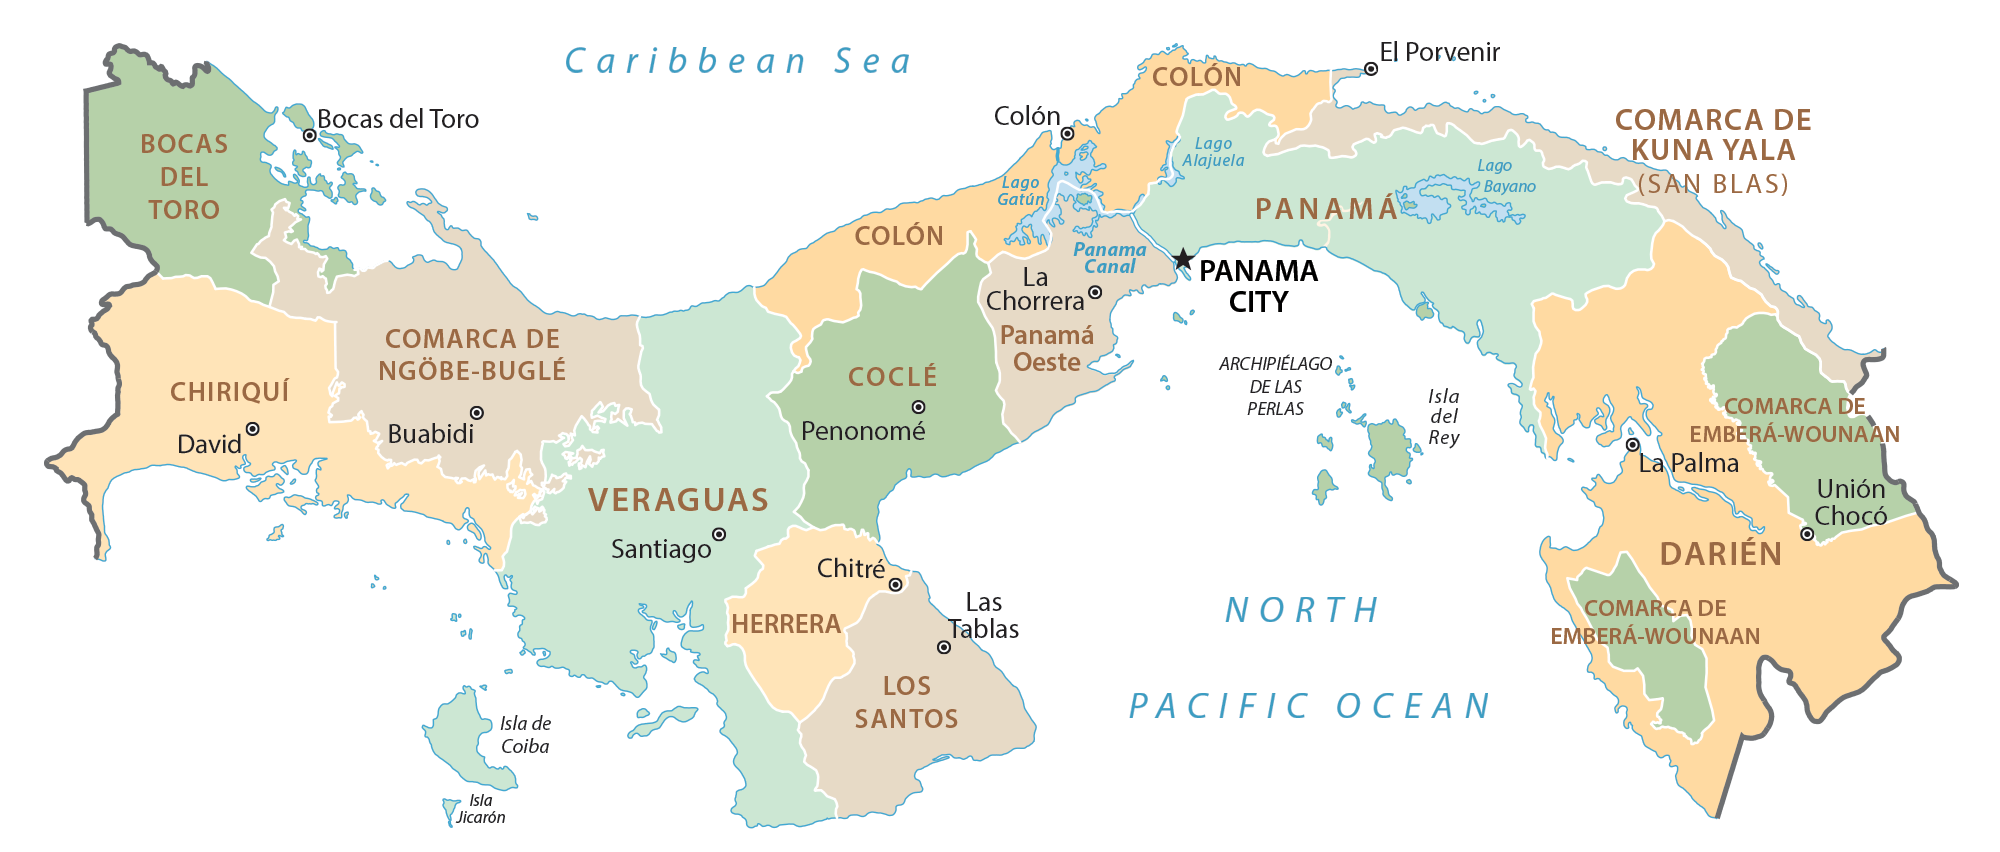 Caribbean Sea
El Porvenir
COLÓN
Colón
Bocas del Toro
BOCAS
DEL
TORO
COMARCA DE
KUNA YALA
(SAN BLAS)
Lago
Alajuela
Lago
Bayano
Lago
Gatún
PANAMÁ
COLÓN
Panama
Canal
La
Chorrera
PANAMA
CITY
Panamá
Oeste
COMARCA DE
NGÖBE-BUGLÉ
CHIRIQUÍ
COCLÉ
ARCHIPIÉLAGO
DE LAS
PERLAS
Isla
del
Rey
COMARCA DE
EMBERÁ-WOUNAAN
David
Buabidi
Penonomé
La Palma
Unión
Chocó
VERAGUAS
Santiago
Chitré
DARIÉN
HERRERA
Las
Tablas
NORTH
PACIFIC OCEAN
COMARCA DE
EMBERÁ-WOUNAAN
LOS
SANTOS
Isla de
Coiba
Isla
Jicarón